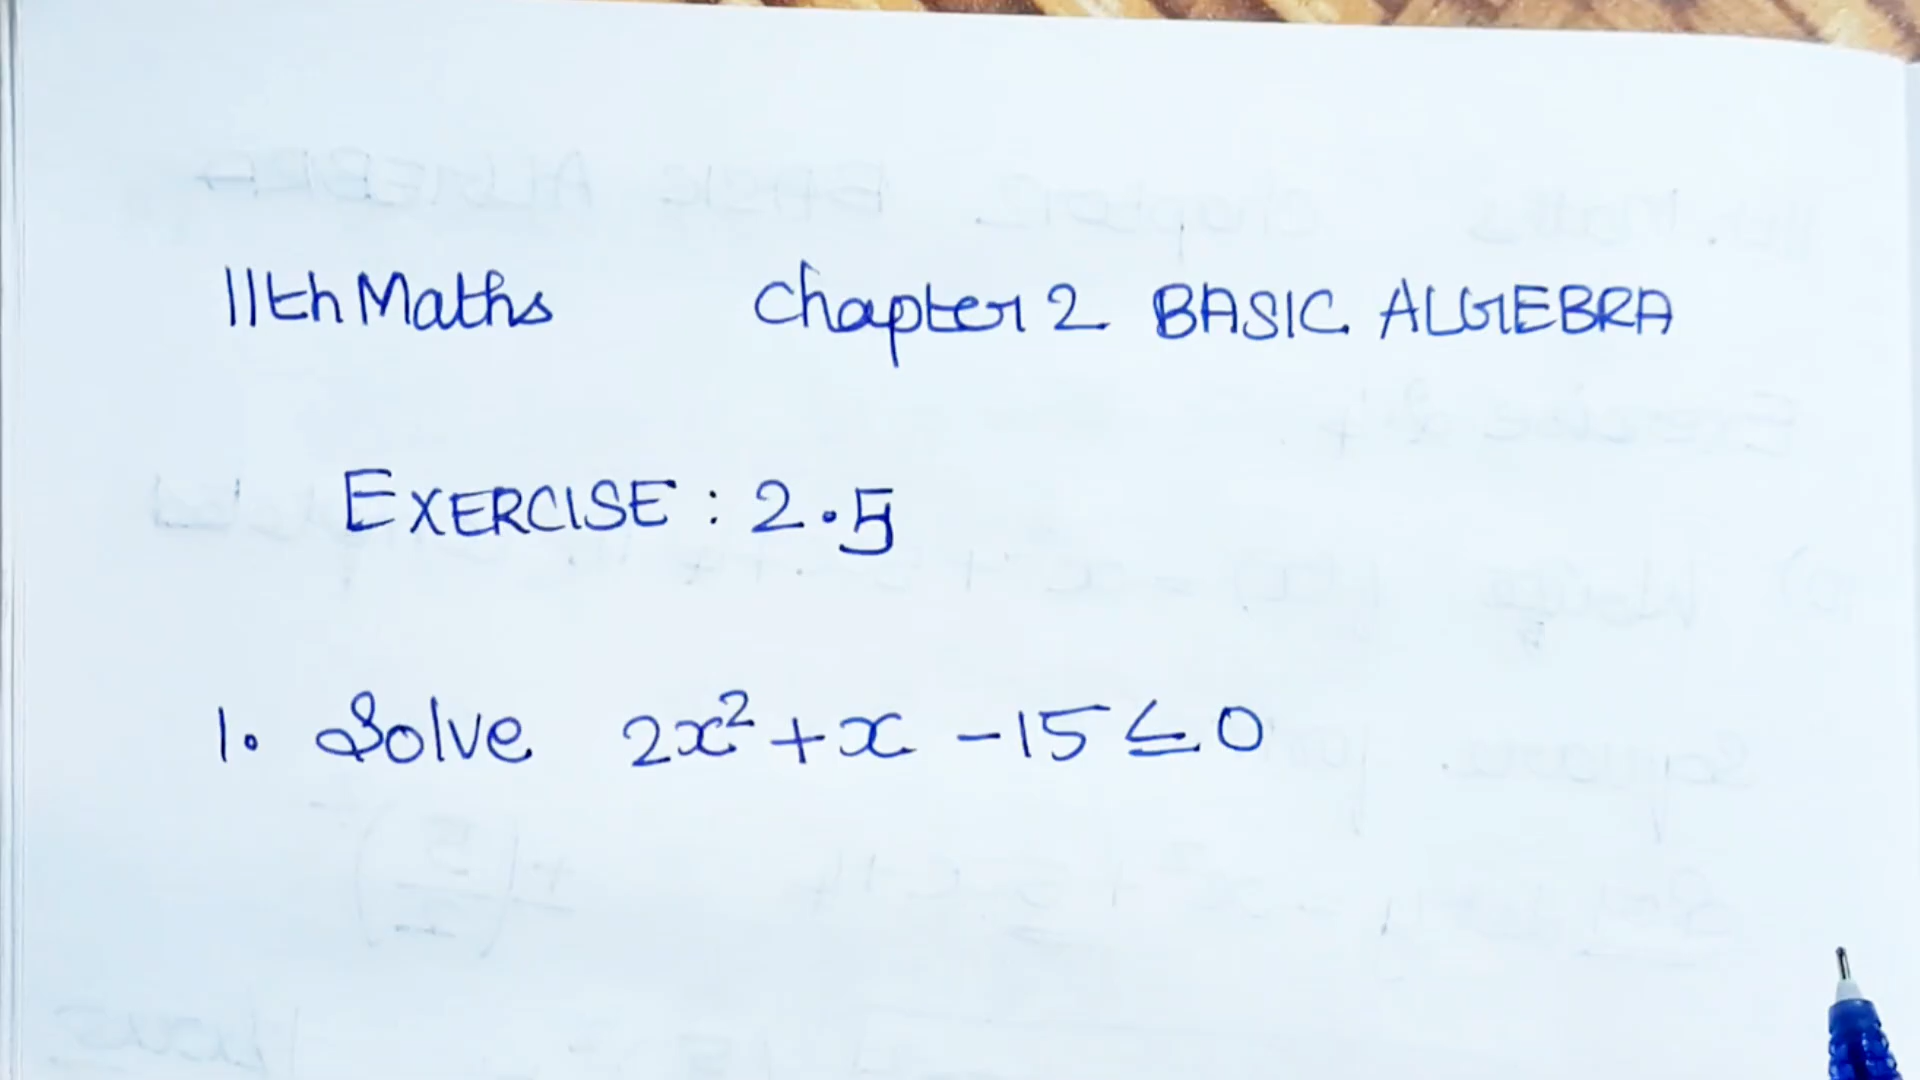 11th Maths Chapter 2 BASIC ALGEBRA
EXERCISE : 2.5
1. Solve 2x² + x - 15 ≤ 0